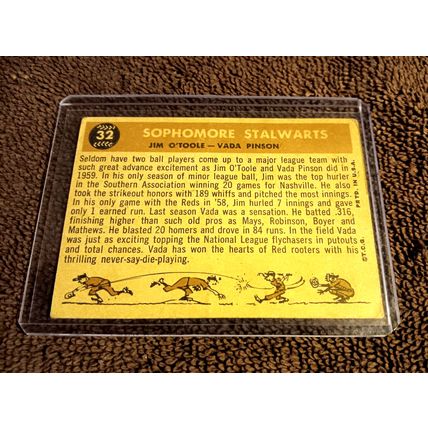 32
SOPHOMORE STALWARTS
JIM O'TOOLE — VADA PINSON
Seldom have two ball players come up to a major league team with
such great advance excitement as Jim O'Toole and Vada Pinson did in
1959. In his only season of minor league ball, Jim was the top hurler
in the Southern Association winning 20 games for Nashville. He also
took the strikeout honors with 189 whiffs and pitched the most innings.
In his only game with the Reds in '58, Jim hurled 7 innings and gave
only 1 earned run. Last season Vada was a sensation. He batted .316,
finishing higher than such old pros as Mays, Robinson, Boyer and
Mathews. He blasted 20 homers and drove in 84 runs. In the field Vada
was just as exciting topping the National League flychasers in putouts
and total chances. Vada has won the hearts of Red rooters with his
thrilling never-say-die-playing.
©T.C.G. PRTD. IN U.S.A.